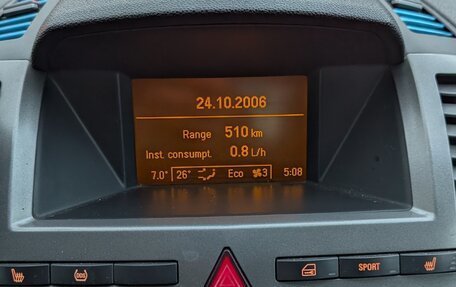 24.10.2006
Range 510 km
Inst consumpt 0.8 L/h
7.0° 26° Eco 3 5:08
SPORT